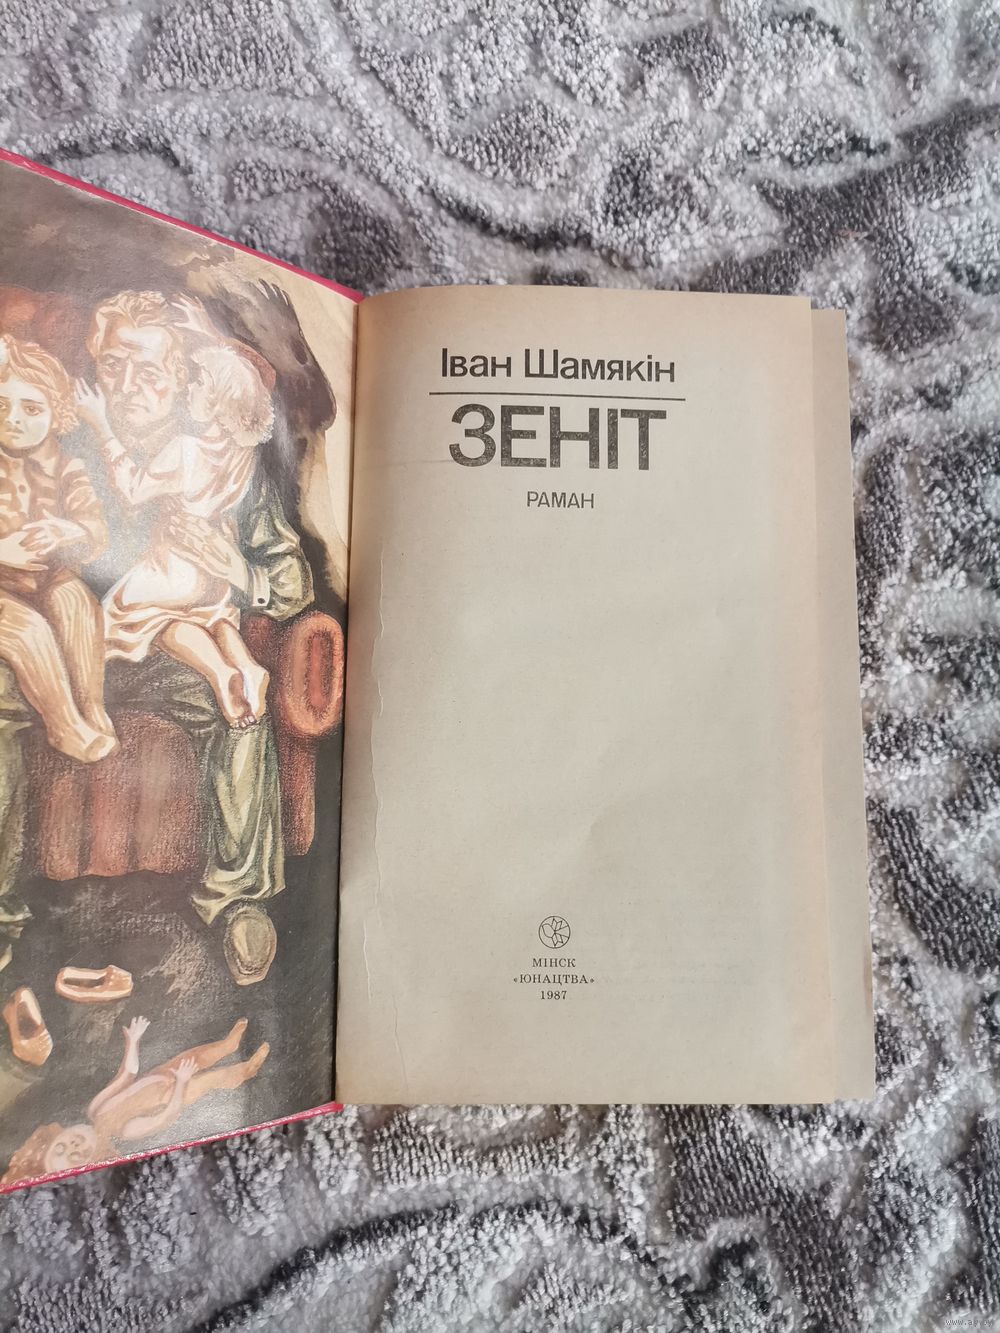 Іван Шамякін
ЗЕНІТ
РАМАН
МІНСК
«ЮНАЦТВА»
1987